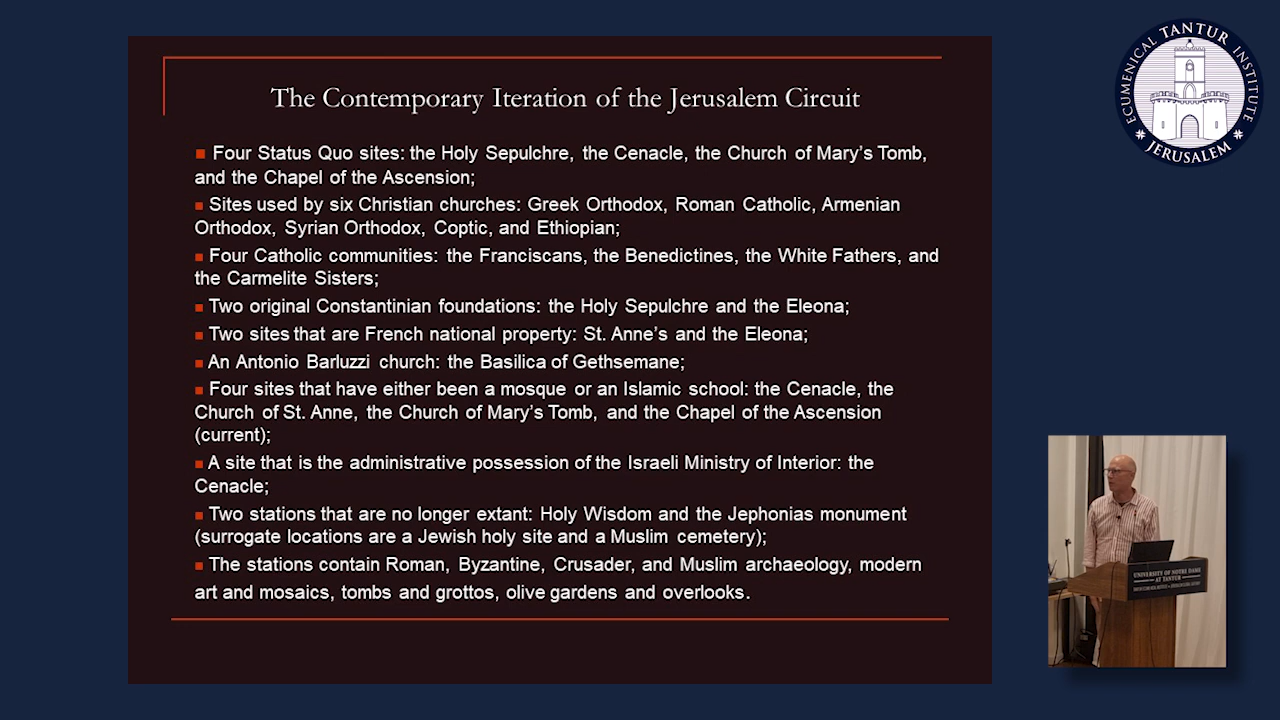 The Contemporary Iteration of the Jerusalem Circuit
Four Status Quo sites: the Holy Sepulchre, the Cenacle, the Church of Mary's Tomb,
and the Chapel of the Ascension;
Sites used by six Christian churches: Greek Orthodox, Roman Catholic, Armenian
Orthodox, Syrian Orthodox, Coptic, and Ethiopian;
Four Catholic communities: the Franciscans, the Benedictines, the White Fathers, and
the Carmelite Sisters;
Two original Constantinian foundations: the Holy Sepulchre and the Eleona;
Two sites that are French national property: St. Anne's and the Eleona;
An Antonio Barluzzi church: the Basilica of Gethsemane;
Four sites that have either been a mosque or an Islamic school: the Cenacle, the
Church of St. Anne, the Church of Mary's Tomb, and the Chapel of the Ascension
(current);
A site that is the administrative possession of the Israeli Ministry of Interior: the
Cenacle;
Two stations that are no longer extant: Holy Wisdom and the Jephonias monument
(surrogate locations are a Jewish holy site and a Muslim cemetery);
The stations contain Roman, Byzantine, Crusader, and Muslim archaeology, modern
art and mosaics, tombs and grottos, olive gardens and overlooks.
ECUMENICAL TANTUR INSTITUTE
JERUSALEM
UNIVERSITY OF NOTRE DAME
AT TANTUR